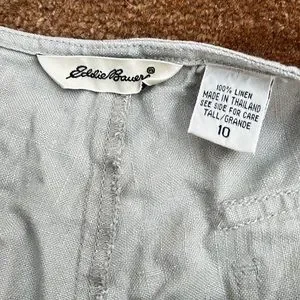 Eddie Bauer®
100% LINEN
MADE IN THAILAND
SEE SIDE FOR CARE
TALL/GRANDE
10